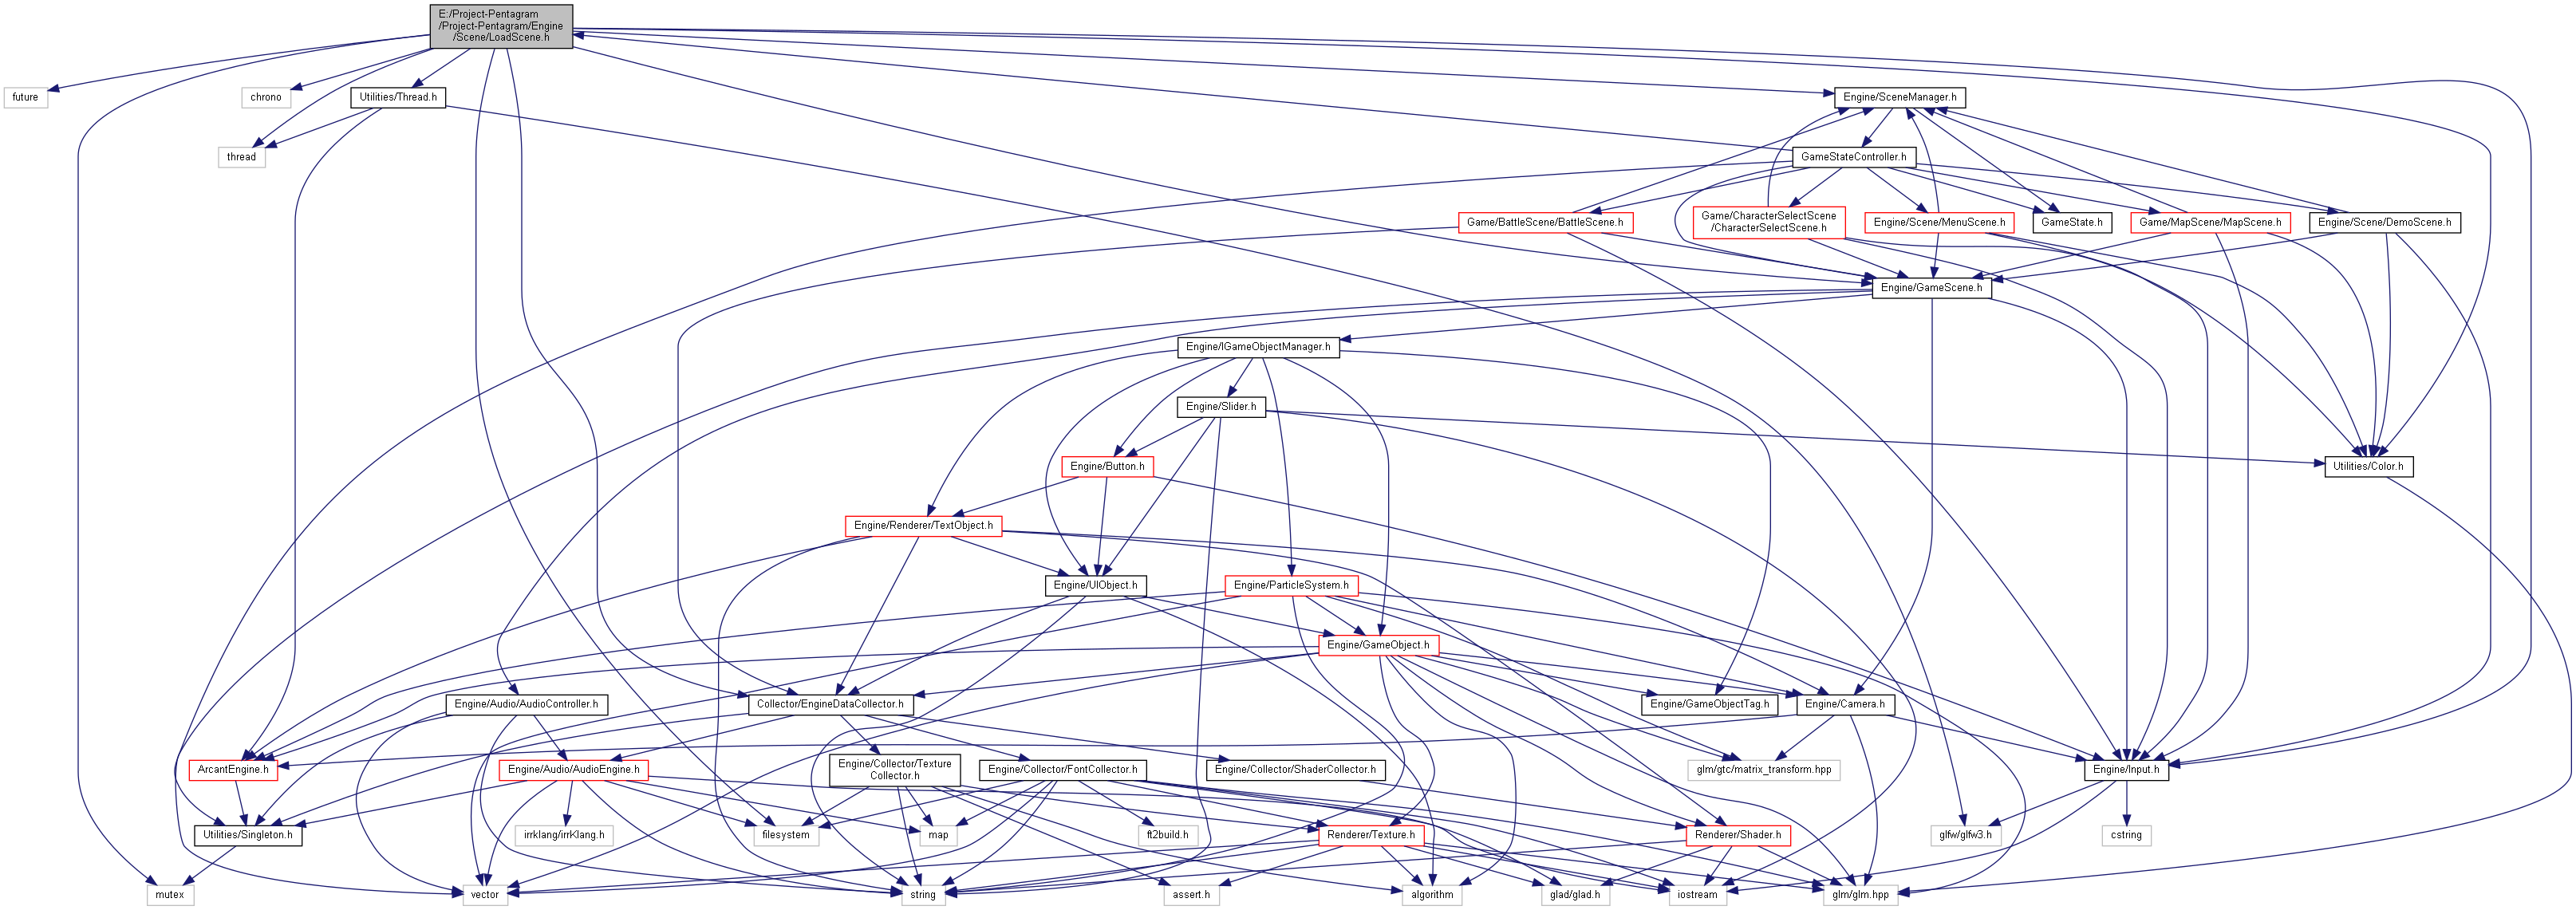 E:/Project-Pentagram
/Project-Pentagram/Engine
/Scene/LoadScene.h
future
chrono
Utilities/Thread.h
Engine/SceneManager.h
thread
GameStateController.h
Game/BattleScene/BattleScene.h
Game/CharacterSelectScene
/CharacterSelectScene.h
Engine/Scene/MenuScene.h
GameState.h
Game/MapScene/MapScene.h
Engine/Scene/DemoScene.h
Engine/GameScene.h
Engine/IGameObjectManager.h
Engine/Slider.h
Engine/Button.h
Utilities/Color.h
Engine/Renderer/TextObject.h
Engine/UIObject.h
Engine/ParticleSystem.h
Engine/GameObject.h
Engine/Audio/AudioController.h
Collector/EngineDataCollector.h
Engine/GameObjectTag.h
Engine/Camera.h
ArcantEngine.h
Engine/Audio/AudioEngine.h
Engine/Collector/Texture
Collector.h
Engine/Collector/FontCollector.h
Engine/Collector/ShaderCollector.h
glm/gtc/matrix_transform.hpp
Engine/Input.h
Utilities/Singleton.h
irrklang/irrKlang.h
filesystem
map
ft2build.h
Renderer/Texture.h
Renderer/Shader.h
glfw/glfw3.h
cstring
mutex
vector
string
assert.h
algorithm
glad/glad.h
iostream
glm/glm.hpp